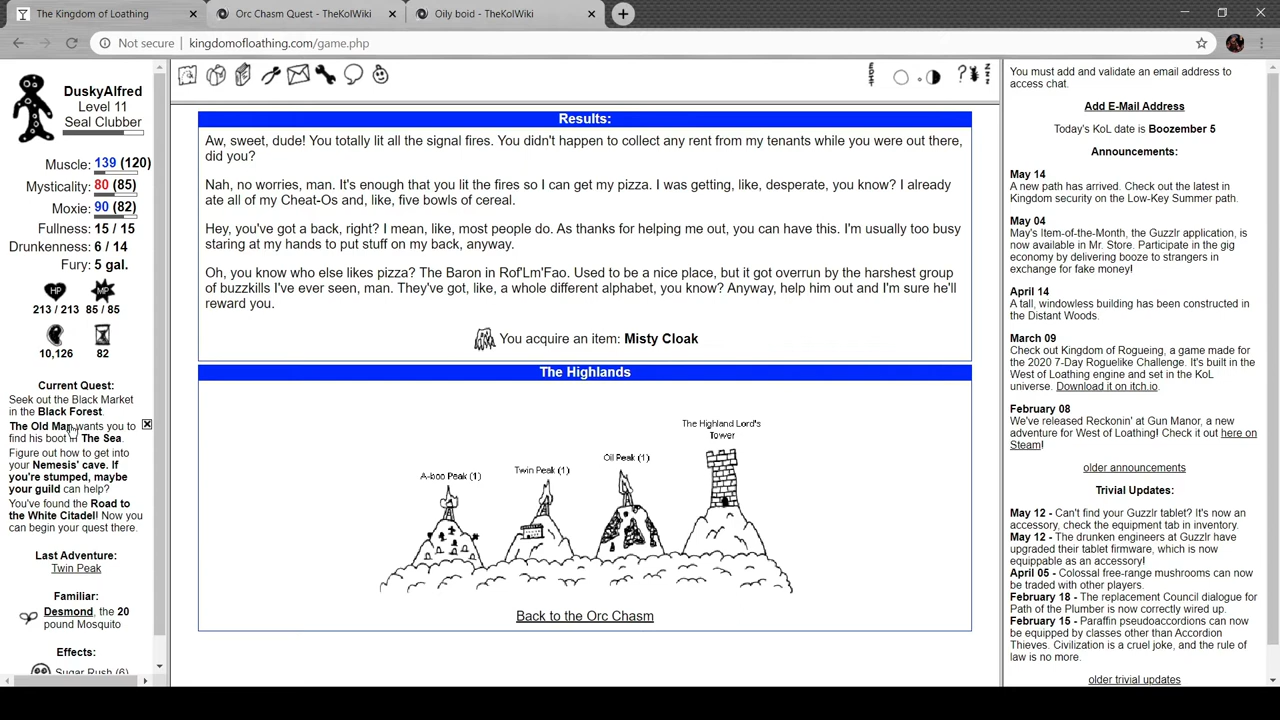 The Kingdom of Loathing
Orc Chasm Quest - TheKolWiki
Oily boid - TheKolWiki
Not secure | kingdomofloathing.com/game.php
DuskyAlfred
Level 11
Seal Clubber
Muscle: 139 (120)
Mysticality: 80 (85)
Moxie: 90 (82)
Fullness: 15 / 15
Drunkenness: 6 / 14
Fury: 5 gal.
HP
MP
213 / 213
85 / 85
10,126
82
Current Quest:
Seek out the Black Market
in the Black Forest.
The Old Man wants you to
find his boot in The Sea.
Figure out how to get into
your Nemesis' cave. If
you're stumped, maybe
your guild can help?
You've found the Road to
the White Citadel! Now you
can begin your quest there.
Last Adventure:
Twin Peak
Familiar:
Desmond, the 20
pound Mosquito
Effects:
Sugar Rush (6)
Results:
Aw, sweet, dude! You totally lit all the signal fires. You didn't happen to collect any rent from my tenants while you were out there,
did you?
Nah, no worries, man. It's enough that you lit the fires so I can get my pizza. I was getting, like, desperate, you know? I already
ate all of my Cheat-Os and, like, five bowls of cereal.
Hey, you've got a back, right? I mean, like, most people do. As thanks for helping me out, you can have this. I'm usually too busy
staring at my hands to put stuff on my back, anyway.
Oh, you know who else likes pizza? The Baron in Rof'Lm'Fao. Used to be a nice place, but it got overrun by the harshest group
of buzzkills I've ever seen, man. They've got, like, a whole different alphabet, you know? Anyway, help him out and I'm sure he'll
reward you.
You acquire an item: Misty Cloak
The Highlands
The Highland Lord's
Tower
A-boo Peak (1)
Twin Peak (1)
Oil Peak (1)
Back to the Orc Chasm
You must add and validate an email address to
access chat.
Add E-Mail Address
Today's KoL date is Boozember 5
Announcements:
May 14
A new path has arrived. Check out the latest in
Kingdom security on the Low-Key Summer path.
May 04
May's Item-of-the-Month, the Guzzlr application, is
now available in Mr. Store. Participate in the gig
economy by delivering booze to strangers in
exchange for fake money!
April 14
A tall, windowless building has been constructed in
the Distant Woods.
March 09
Check out Kingdom of Rogueing, a game made for
the 2020 7-Day Roguelike Challenge. It's built in the
West of Loathing engine and set in the KoL
universe. Download it on itch.io.
February 08
We've released Reckonin' at Gun Manor, a new
adventure for West of Loathing! Check it out here on
Steam!
older announcements
Trivial Updates:
May 12 - Can't find your Guzzlr tablet? It's now an
accessory, check the equipment tab in inventory.
May 12 - The drunken engineers at Guzzlr have
upgraded their tablet firmware, which is now
equippable as an accessory!
April 05 - Colossal free-range mushrooms can now
be traded with other players.
February 18 - The replacement Council dialogue for
Path of the Plumber is now correctly wired up.
February 15 - Paraffin pseudoaccordions can now
be equipped by classes other than Accordion
Thieves. Civilization is a cruel joke, and the rule of
law is no more.
older trivial updates